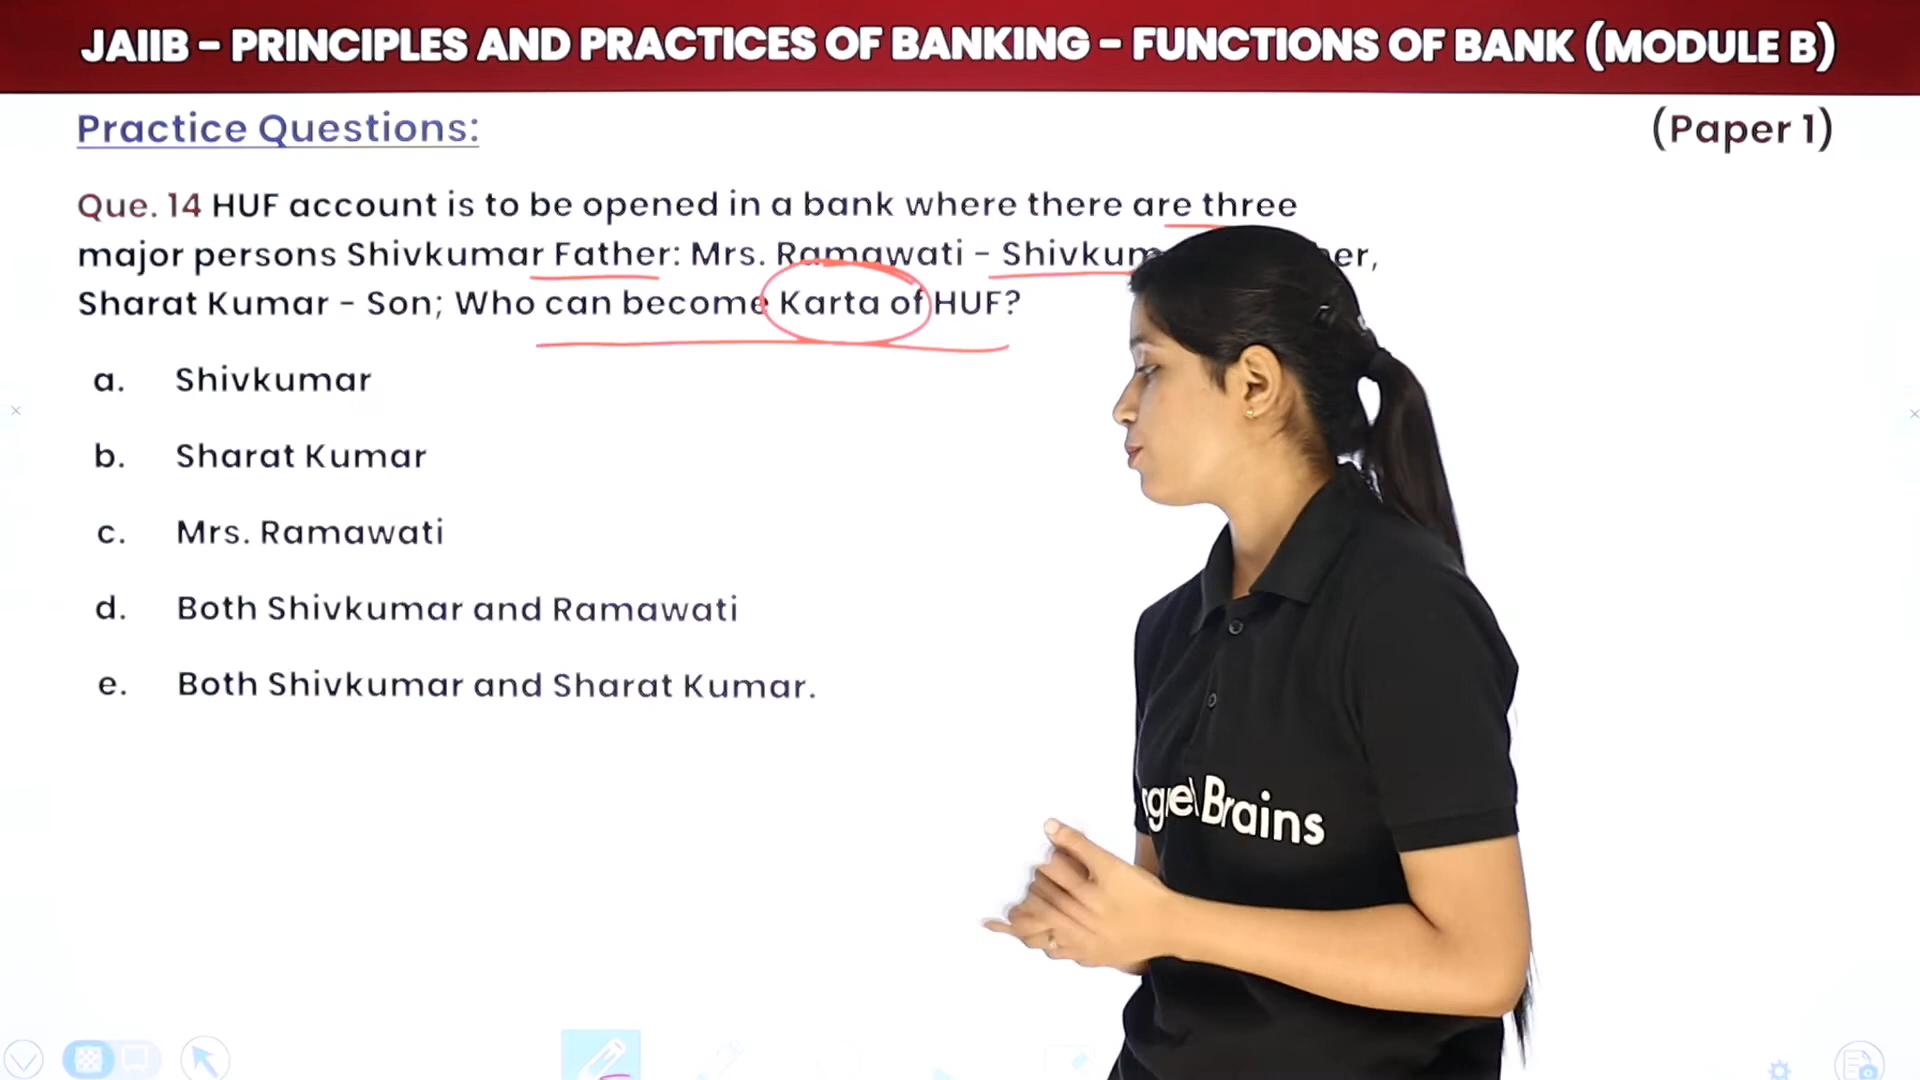 JAIIB - PRINCIPLES AND PRACTICES OF BANKING - FUNCTIONS OF BANK (MODULE B)
Practice Questions:
(Paper 1)
Que. 14 HUF account is to be opened in a bank where there are three
major persons Shivkumar Father: Mrs. Ramawati - Shivkum er,
Sharat Kumar - Son; Who can become Karta of HUF?
a. Shivkumar
b. Sharat Kumar
c. Mrs. Ramawati
d. Both Shivkumar and Ramawati
e. Both Shivkumar and Sharat Kumar.
Brains